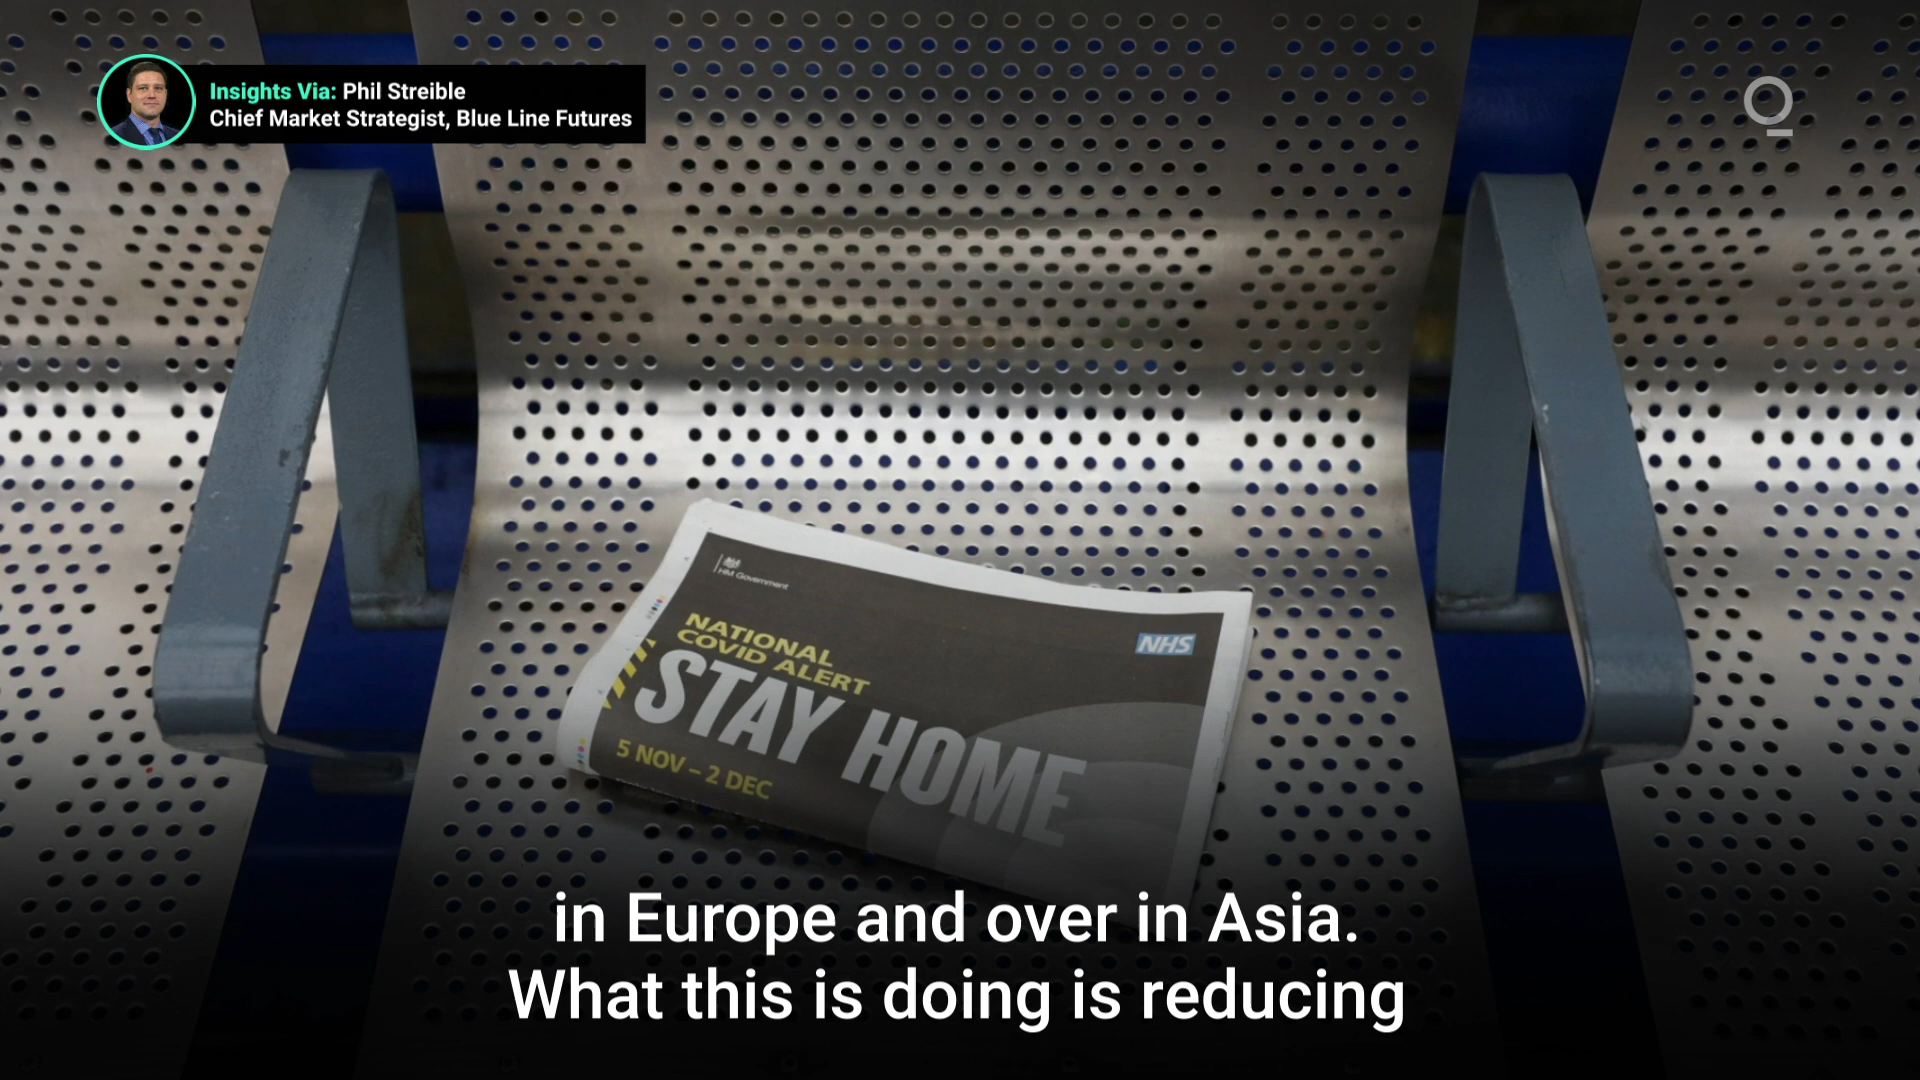 Insights Via: Phil Streible
Chief Market Strategist, Blue Line Futures
HM Government
NHS
NATIONAL
COVID ALERT
STAY HOME
5 NOV – 2 DEC
in Europe and over in Asia.
What this is doing is reducing